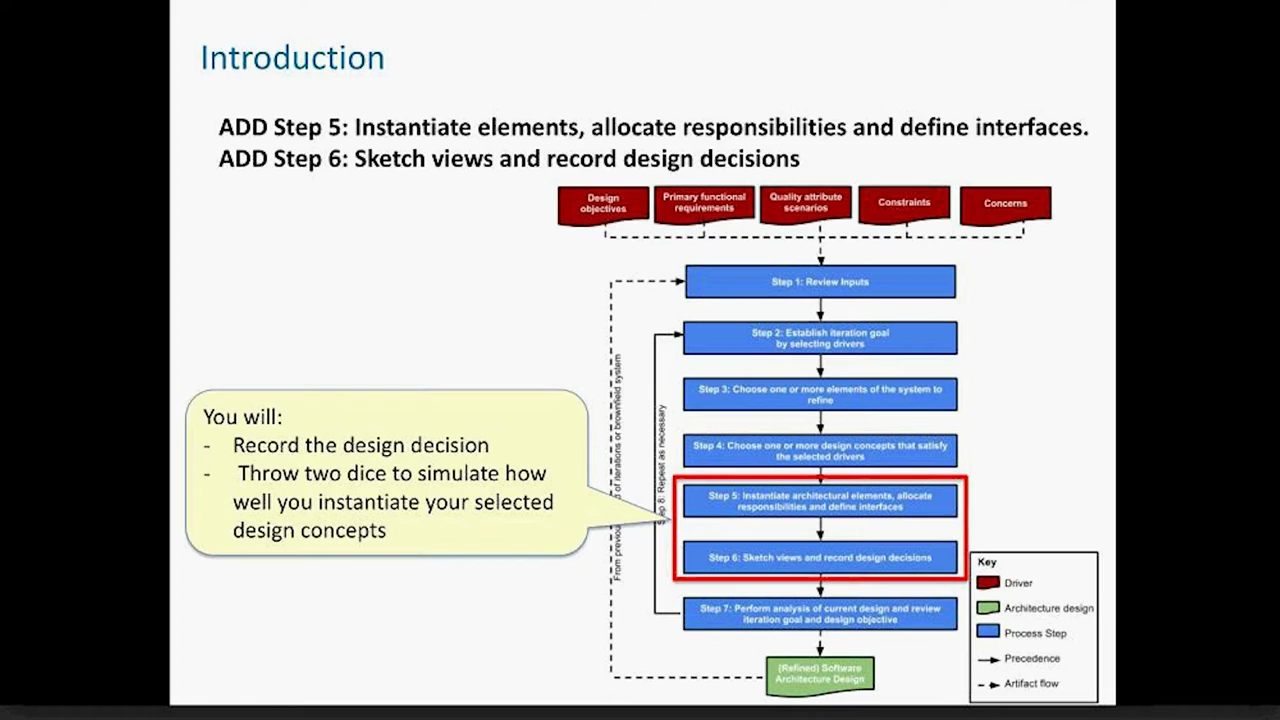 Introduction
ADD Step 5: Instantiate elements, allocate responsibilities and define interfaces.
ADD Step 6: Sketch views and record design decisions
Design
objectives
Primary functional
requirements
Quality attribute
scenarios
Constraints
Concerns
Step 1: Review Inputs
Step 2: Establish iteration goal
by selecting drivers
Step 3: Choose one or more elements of the system to
refine
Step 4: Choose one or more design concepts that satisfy
the selected drivers
Step 5: Instantiate architectural elements, allocate
responsibilities and define interfaces
Step 6: Sketch views and record design decisions
Step 7: Perform analysis of current design and review
iteration goal and design objective
(Refined) Software
Architecture Design
From previou d of iterations or brownfield system
Step 8: Repeat as necessary
You will:
- Record the design decision
- Throw two dice to simulate how
well you instantiate your selected
design concepts
Key
Driver
Architecture design
Process Step
Precedence
Artifact flow